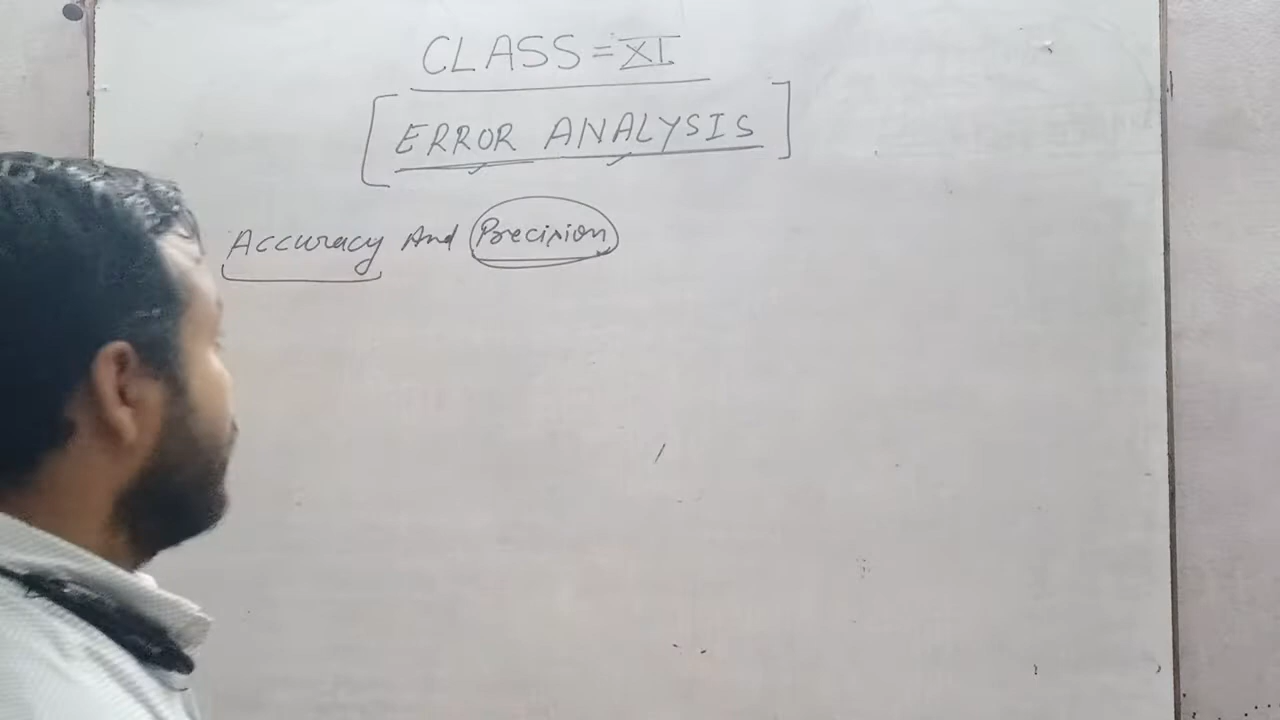 CLASS = XI
[ERROR ANALYSIS]
Accuracy And Precision